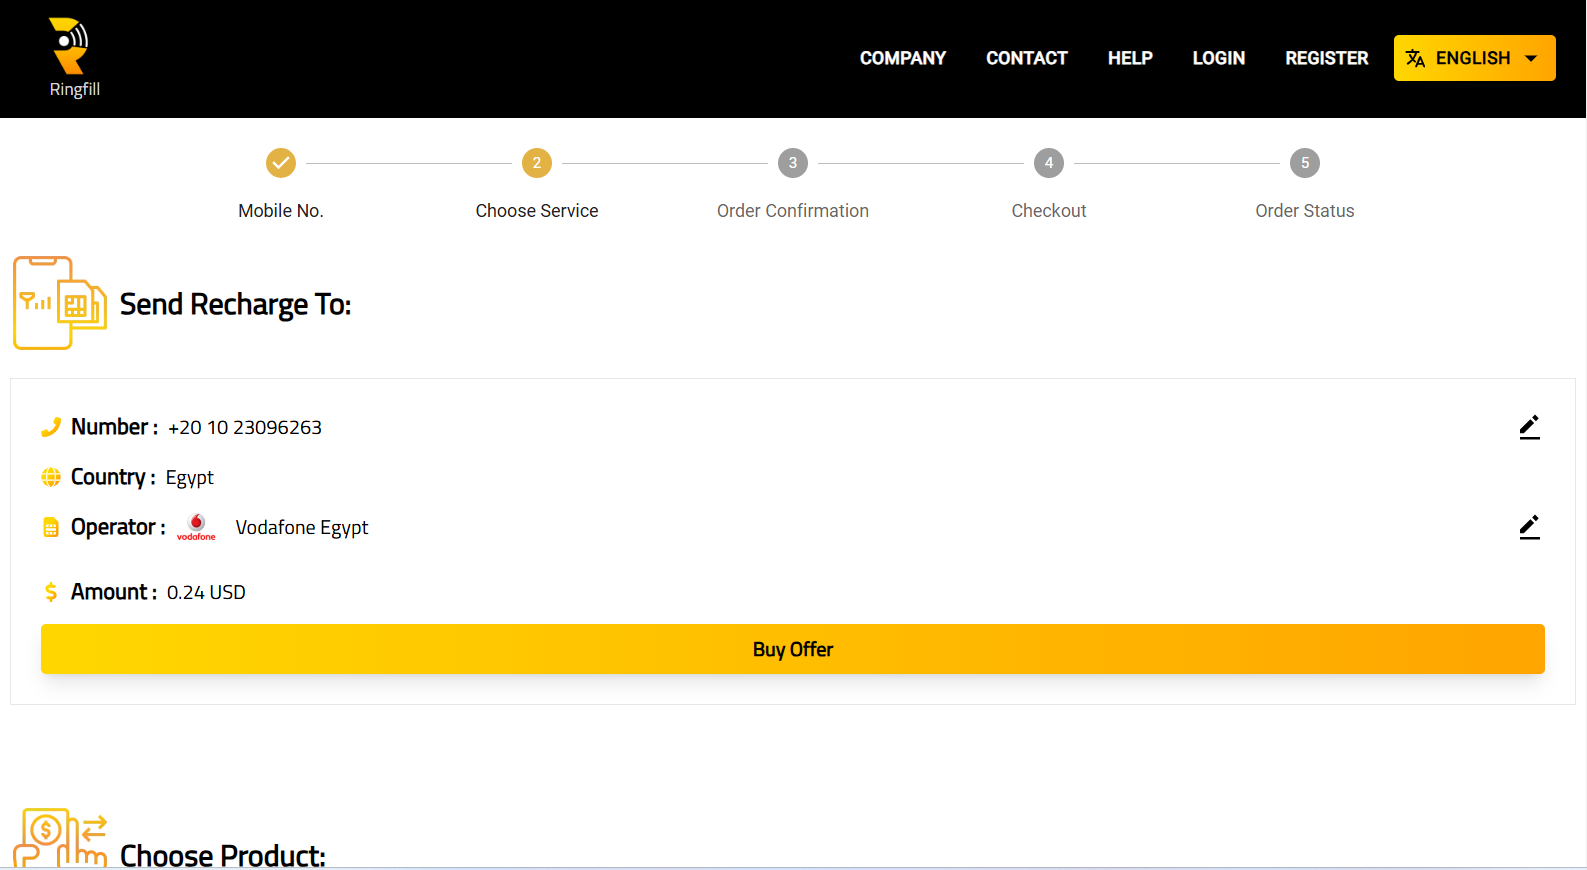 Ringfill
COMPANY CONTACT HELP LOGIN REGISTER ENGLISH
2 3 4 5
Mobile No. Choose Service Order Confirmation Checkout Order Status
Send Recharge To:
Number : +20 10 23096263
Country : Egypt
Operator : vodafone Vodafone Egypt
$ Amount : 0.24 USD
Buy Offer
$
Choose Product: